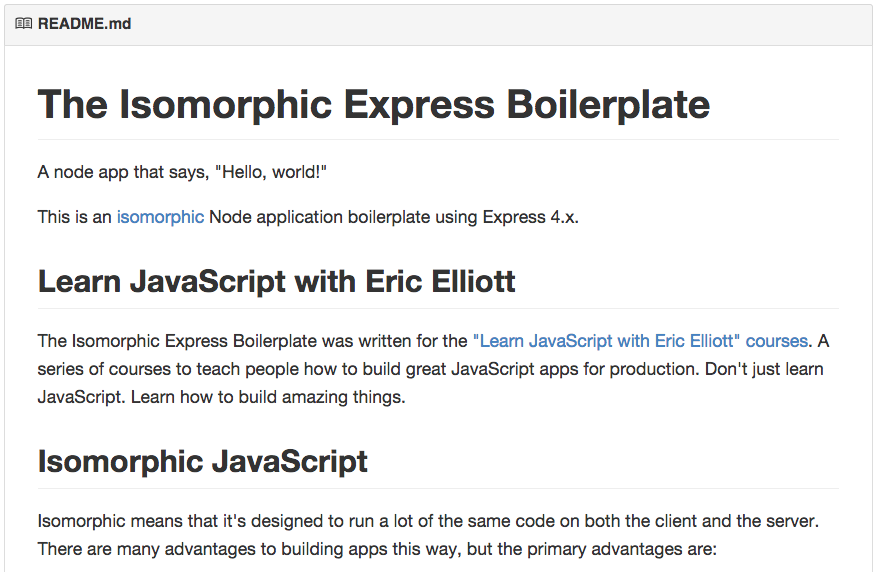 README.md
The Isomorphic Express Boilerplate
A node app that says, "Hello, world!"
This is an isomorphic Node application boilerplate using Express 4.x.
Learn JavaScript with Eric Elliott
The Isomorphic Express Boilerplate was written for the "Learn JavaScript with Eric Elliott" courses. A
series of courses to teach people how to build great JavaScript apps for production. Don't just learn
JavaScript. Learn how to build amazing things.
Isomorphic JavaScript
Isomorphic means that it's designed to run a lot of the same code on both the client and the server.
There are many advantages to building apps this way, but the primary advantages are: